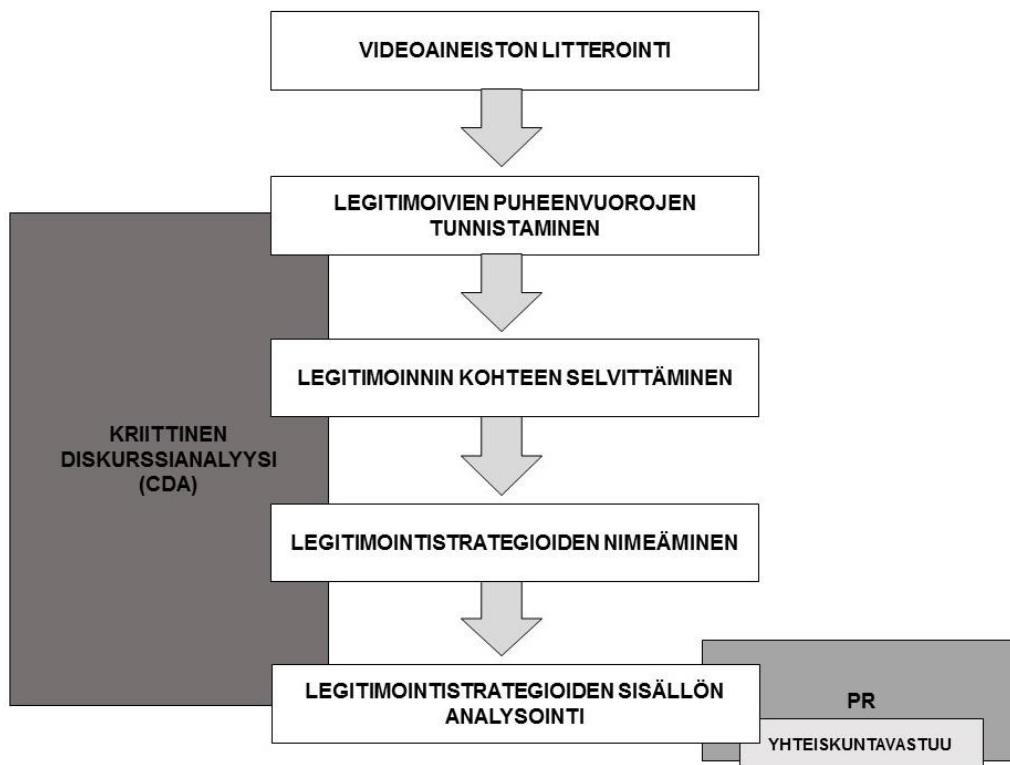 VIDEOAINEISTON LITTEROINTI
LEGITIMOIVIEN PUHEENVUOROJEN
TUNNISTAMINEN
LEGITIMOINNIN KOHTEEN SELVITTÄMINEN
KRIITTINEN
DISKURSSIANALYYSI
(CDA)
LEGITIMOINTISTRATEGIOIDEN NIMEÄMINEN
LEGITIMOINTISTRATEGIOIDEN SISÄLLÖN
ANALYSOINTI
PR
YHTEISKUNTAVASTUU